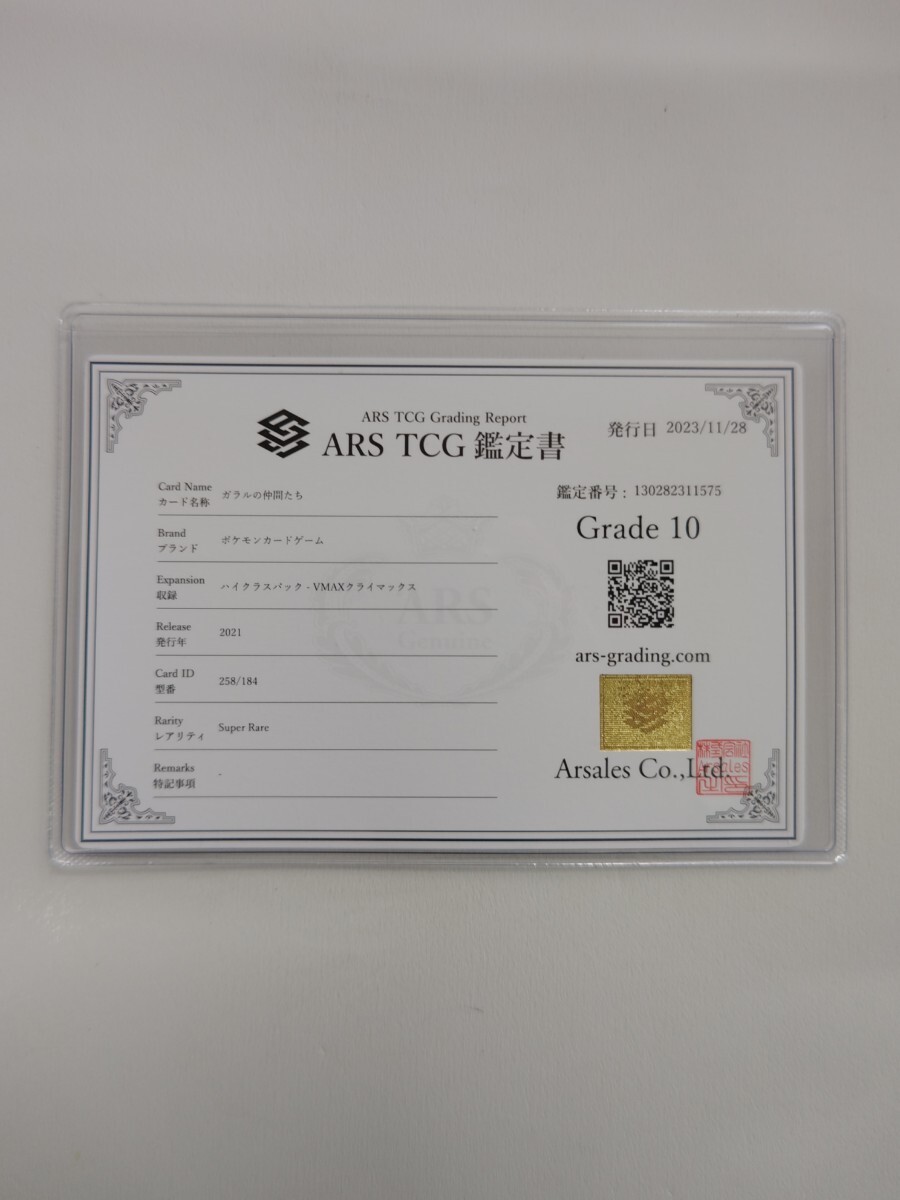 ARS TCG Grading Report
ARS TCG 鑑定書
発行日 2023/11/28
Card Name
カード名称
ガラルの仲間たち
Brand
ブランド
ポケモンカードゲーム
Expansion
収録
ハイクラスパック - VMAXクライマックス
Release
発行年
2021
Card ID
型番
258/184
Rarity
レアリティ
Super Rare
Remarks
特記事項
-
鑑定番号 : 130282311575
Grade 10
ars-grading.com
Arsales Co.,Ltd.
ARS
Genuine
Arsales